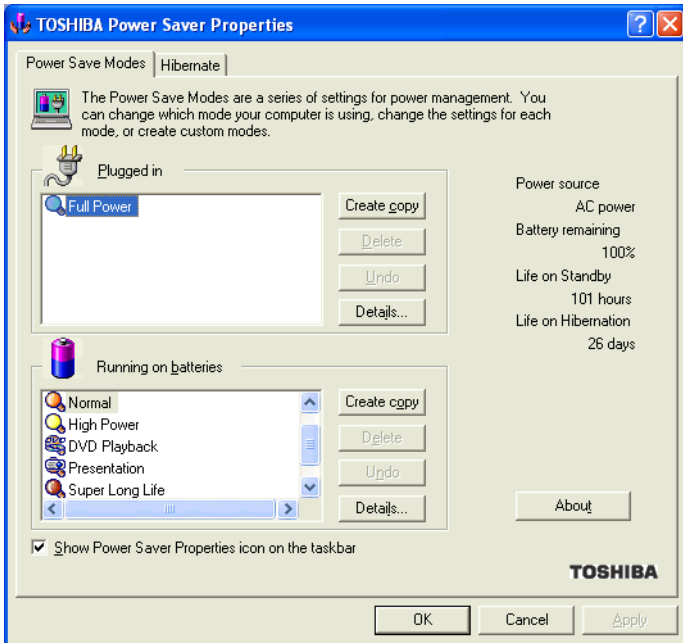 TOSHIBA Power Saver Properties
Power Save Modes
Hibernate
The Power Save Modes are a series of settings for power management. You
can change which mode your computer is using, change the settings for each
mode, or create custom modes.
Plugged in
Full Power
Create copy
Delete
Undo
Details...
Power source
AC power
Battery remaining
100%
Life on Standby
101 hours
Life on Hibernation
26 days
Running on batteries
Normal
High Power
DVD Playback
Presentation
Super Long Life
Create copy
Delete
Undo
Details...
About
Show Power Saver Properties icon on the taskbar
TOSHIBA
OK
Cancel
Apply